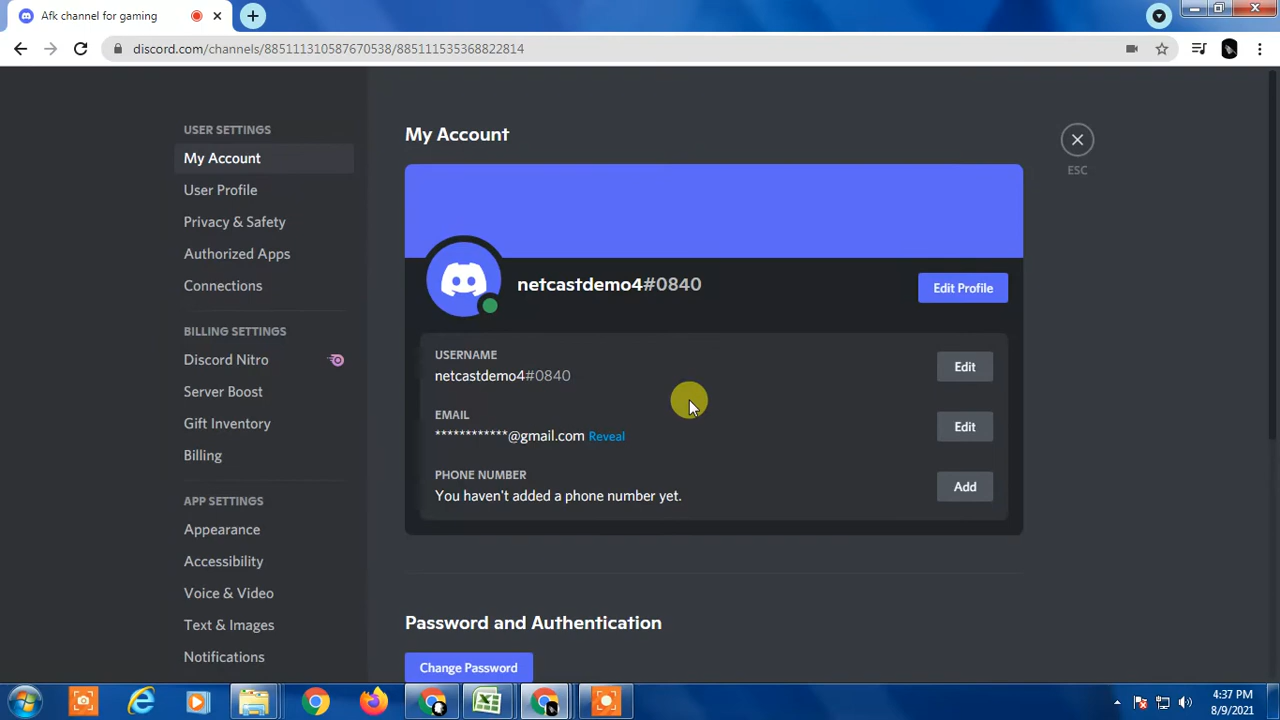 Afk channel for gaming
discord.com/channels/885111310587670538/885111535368822814
USER SETTINGS
My Account
User Profile
Privacy & Safety
Authorized Apps
Connections
BILLING SETTINGS
Discord Nitro
Server Boost
Gift Inventory
Billing
APP SETTINGS
Appearance
Accessibility
Voice & Video
Text & Images
Notifications
My Account
ESC
netcastdemo4#0840
Edit Profile
USERNAME
netcastdemo4#0840
Edit
EMAIL
************@gmail.com Reveal
Edit
PHONE NUMBER
You haven't added a phone number yet.
Add
Password and Authentication
Change Password
4:37 PM
8/9/2021